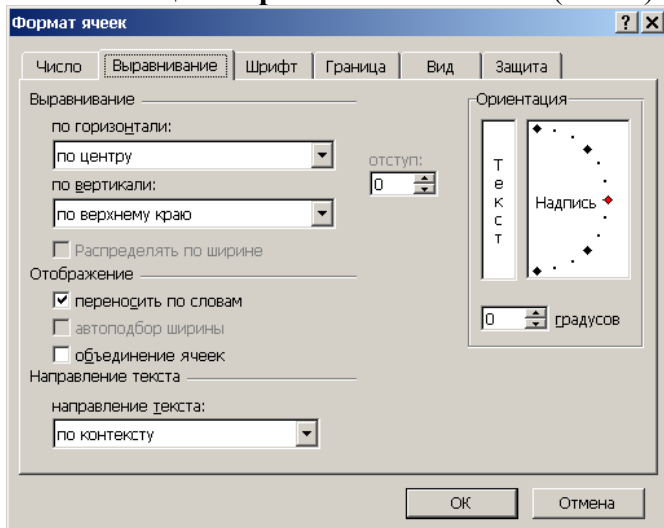 Формат ячеек
Число Выравнивание Шрифт Граница Вид Защита
Выравнивание
по горизонтали:
по центру
отступ:
0
по вертикали:
по верхнему краю
Распределять по ширине
Отображение
переносить по словам
автоподбор ширины
объединение ячеек
Направление текста
направление текста:
по контексту
Ориентация
Текст
Надпись
0 градусов
ОК Отмена